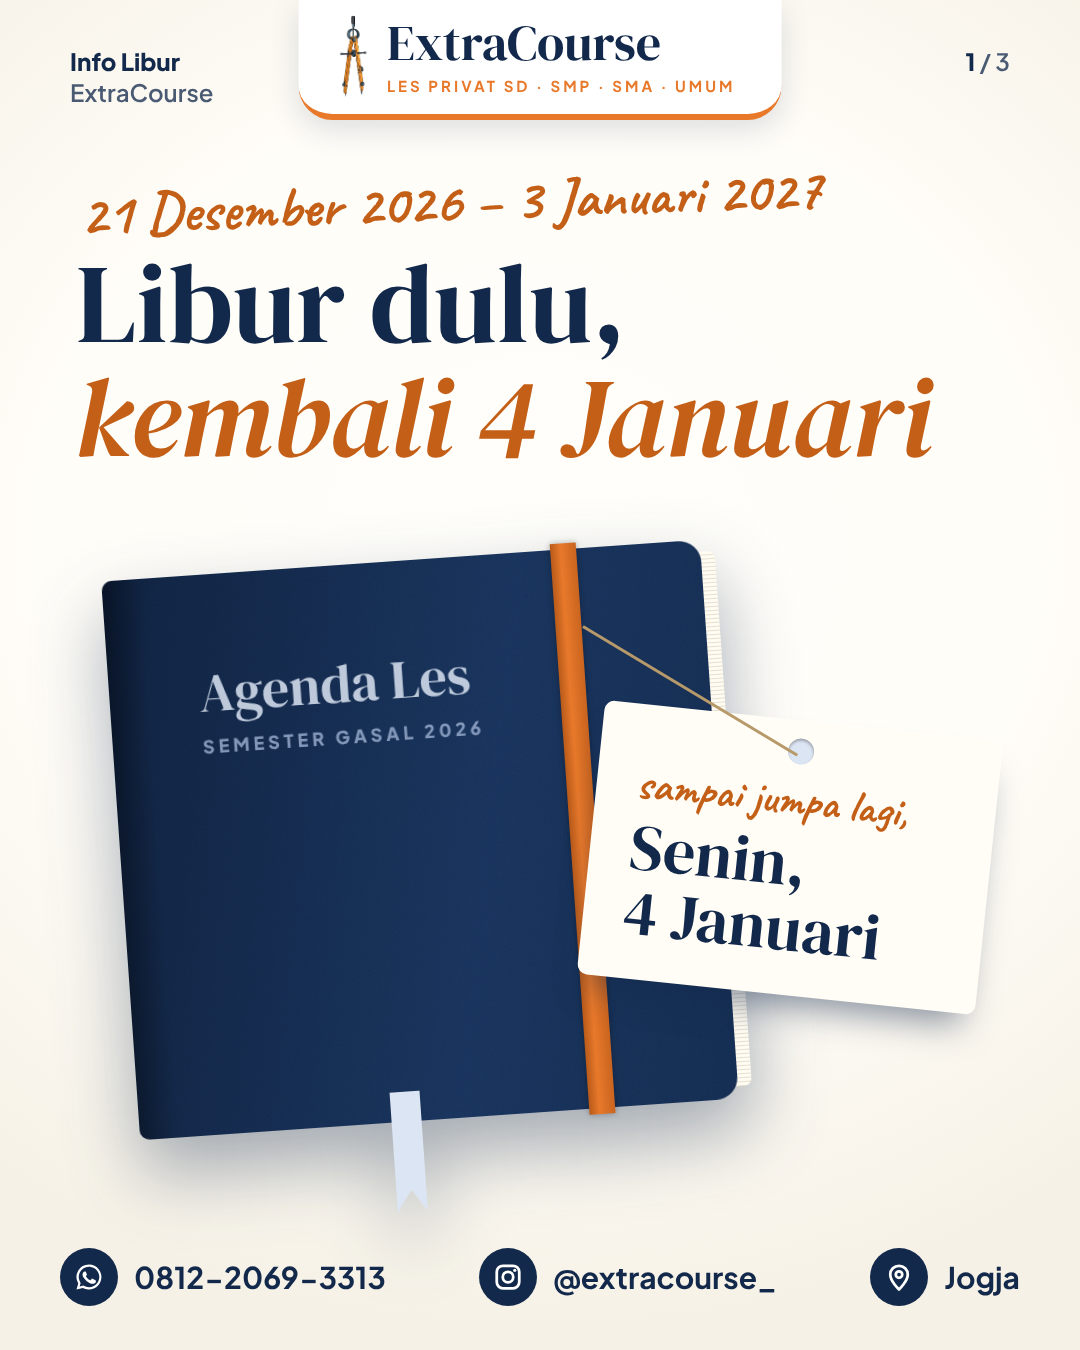 Info Libur
ExtraCourse
ExtraCourse
LES PRIVAT SD · SMP · SMA · UMUM
1 / 3
21 Desember 2026 – 3 Januari 2027
Libur dulu,
kembali 4 Januari
Agenda Les
SEMESTER GASAL 2026
sampai jumpa lagi,
Senin,
4 Januari
0812-2069-3313
@extracourse_
Jogja